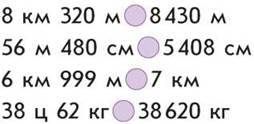 8 км 320 м 8 430 м
56 м 480 см 5 408 см
6 км 999 м 7 км
38 ц 62 кг 38 620 кг